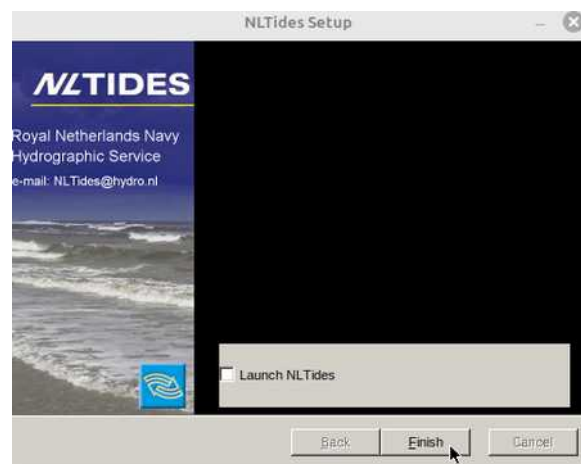 NLTides Setup
NLTIDES
Royal Netherlands Navy
Hydrographic Service
e-mail: NLTides@hydro.nl
Launch NLTides
Back
Finish
Cancel